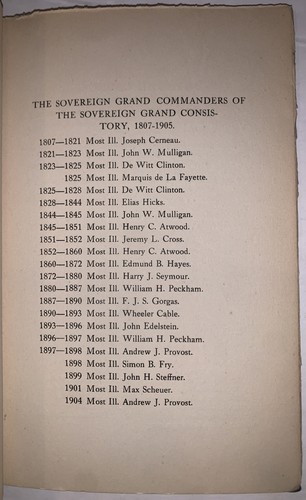 THE SOVEREIGN GRAND COMMANDERS OF
THE SOVEREIGN GRAND CONSIS-
TORY, 1807-1905.
1807—1821 Most Ill. Joseph Cerneau.
1821—1823 Most Ill. John W. Mulligan.
1823—1825 Most Ill. De Witt Clinton.
1825 Most Ill. Marquis de La Fayette.
1825—1828 Most Ill. De Witt Clinton.
1828—1844 Most Ill. Elias Hicks.
1844—1845 Most Ill. John W. Mulligan.
1845—1851 Most Ill. Henry C. Atwood.
1851—1852 Most Ill. Jeremy L. Cross.
1852—1860 Most Ill. Henry C. Atwood.
1860—1872 Most Ill. Edmund B. Hayes.
1872—1880 Most Ill. Harry J. Seymour.
1880—1887 Most Ill. William H. Peckham.
1887—1890 Most Ill. F. J. S. Gorgas.
1890—1893 Most Ill. Wheeler Cable.
1893—1896 Most Ill. John Edelstein.
1896—1897 Most Ill. William H. Peckham.
1897—1898 Most Ill. Andrew J. Provost.
1898 Most Ill. Simon B. Fry.
1899 Most Ill. John H. Steffner.
1901 Most Ill. Max Scheuer.
1904 Most Ill. Andrew J. Provost.